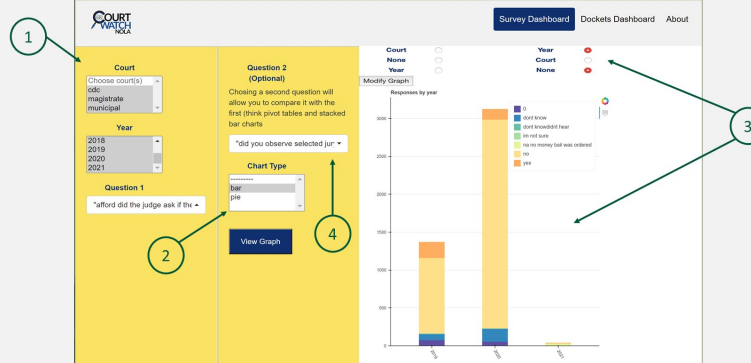 COURT
WATCH
NOLA
Survey Dashboard Dockets Dashboard About
1
Court
Choose court(s)
cdc
magistrate
municipal
Year
2018
2019
2020
2021
Question 1
"afford did the judge ask if the
Question 2
(Optional)
Chosing a second question will
allow you to compare it with the
first (think pivot tables and stacked
bar charts
"did you observe selected jur
Chart Type
---------
bar
pie
View Graph
2
4
Court Year
None Court
Year None
Modify Graph
3
Responses by year
0
dont know
dont knowdidnt hear
im not sure
na no money bail was ordered
no
yes
3000
2500
2000
1500
1000
500
0
2019
2020
2021